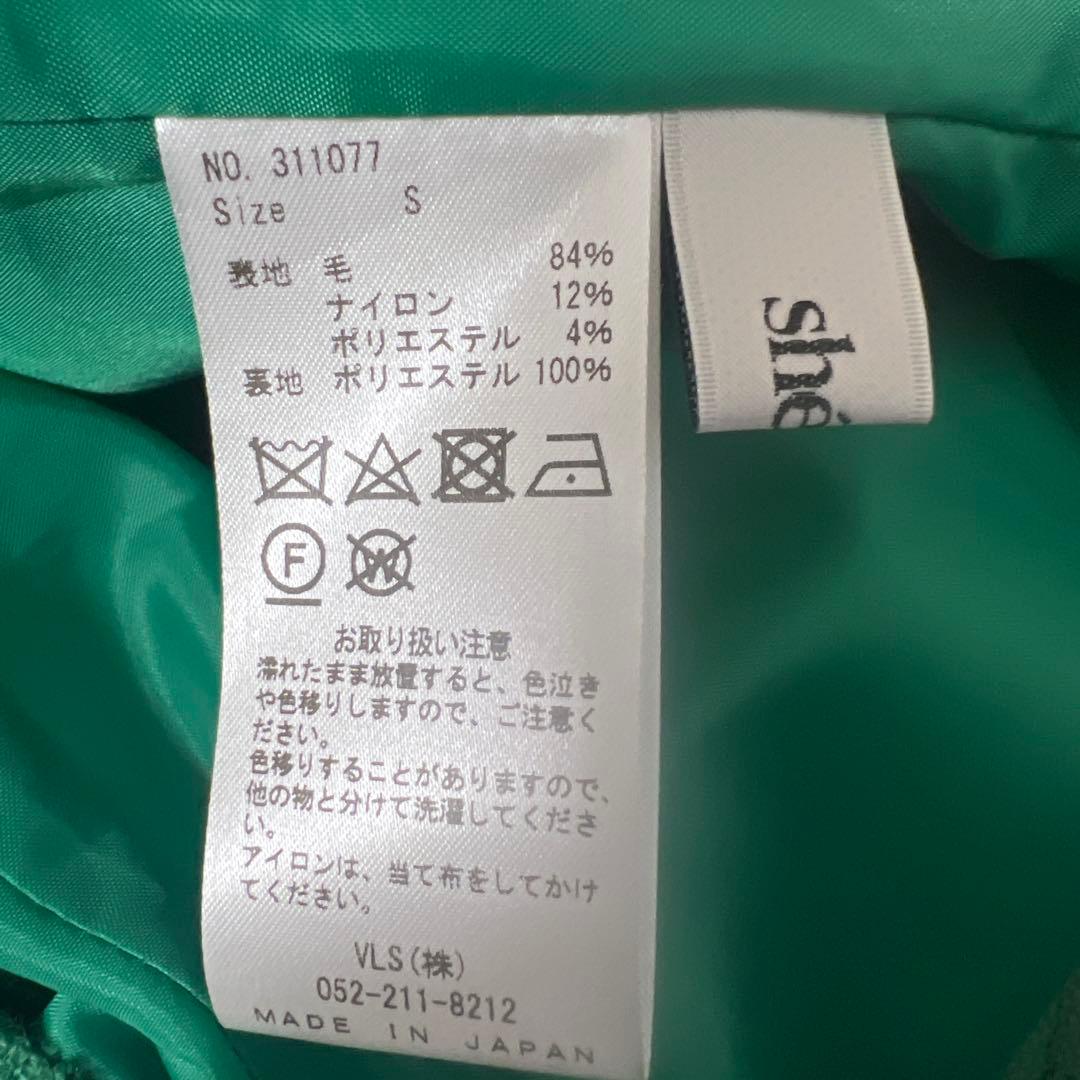 NO. 311077
Size S
表地 毛 84%
ナイロン 12%
ポリエステル 4%
裏地 ポリエステル 100%
F W
お取り扱い注意
濡れたまま放置すると、色泣き
や色移りしますので、ご注意く
ださい。
色移りすることがありますので、
他の物と分けて洗濯してくださ
い。
アイロンは、当て布をしてかけ
てください。
VLS(株)
052-211-8212
MADE IN JAPAN
shé